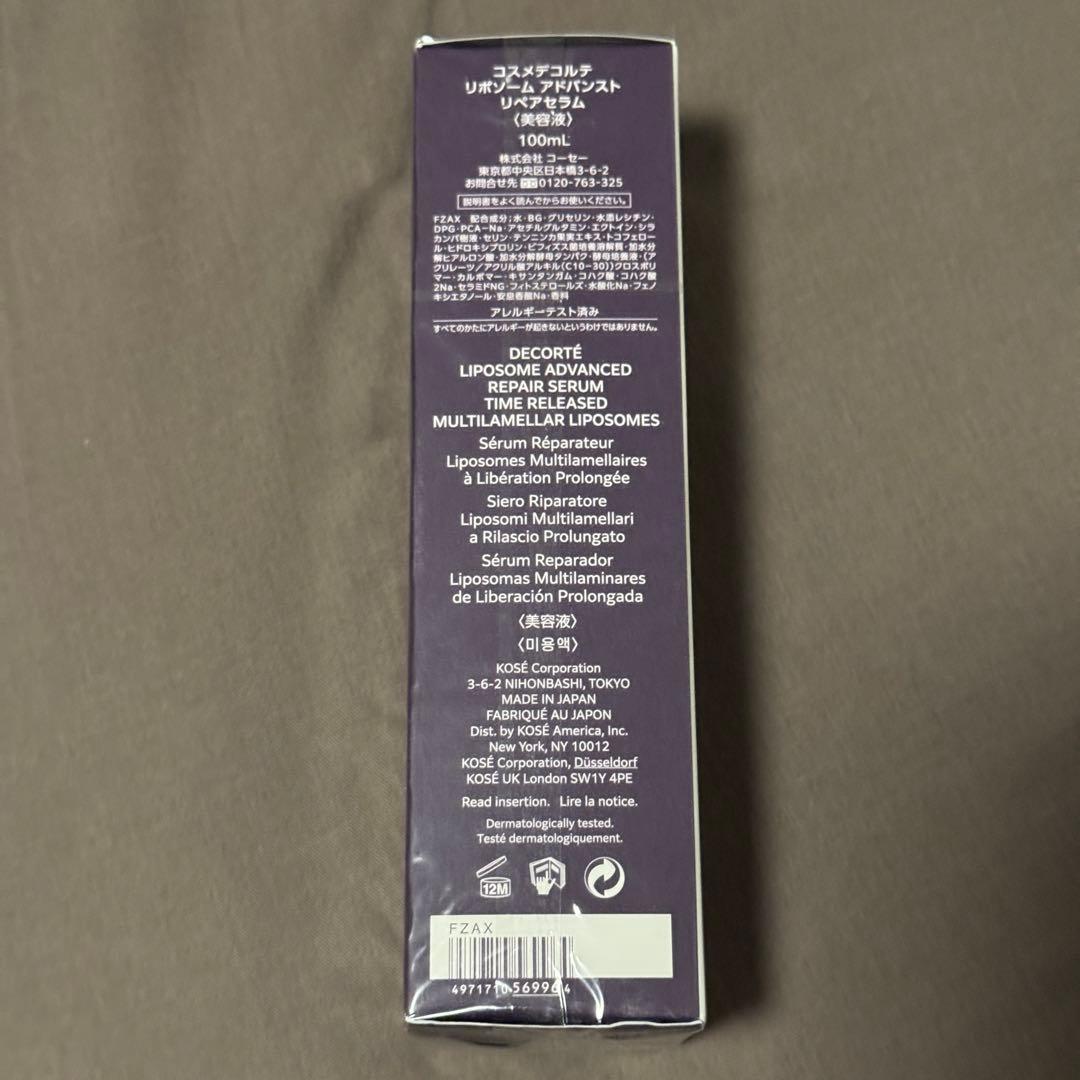 コスメデコルテ
リポソーム アドバンスト
リペアセラム
〈美容液〉
100mL
株式会社 コーセー
東京都中央区日本橋3-6-2
お問合せ先 0120-763-325
説明書をよく読んでからお使いください。
FZAX 配合成分;水・BG・グリセリン・水添レシチン・
DPG・PCA-Na・アセチルグルタミン・エクトイン・シラ
カンバ樹液・セリン・テンニンカ果実エキス・トコフェロ
ール・ヒドロキシプロリン・ビフィズス菌培養溶解質・加水分
解ヒアルロン酸・加水分解酵母タンパク・酵母培養液・(ア
クリレーツ/アクリル酸アルキル(C10-30))クロスポリ
マー・カルボマー・キサンタンガム・コハク酸・コハク酸
2Na・セラミドNG・フィトステロールズ・水酸化Na・フェノ
キシエタノール・安息香酸Na・香料
アレルギーテスト済み
すべてのかたにアレルギーが起きないというわけではありません。
DECORTÉ
LIPOSOME ADVANCED
REPAIR SERUM
TIME RELEASED
MULTILAMELLAR LIPOSOMES
Sérum Réparateur
Liposomes Multilamellaires
à Libération Prolongée
Siero Riparatore
Liposomi Multilamellari
a Rilascio Prolungato
Sérum Reparador
Liposomas Multilaminares
de Liberación Prolongada
〈美容液〉
〈미용액〉
KOSÉ Corporation
3-6-2 NIHONBASHI, TOKYO
MADE IN JAPAN
FABRIQUÉ AU JAPON
Dist. by KOSÉ America, Inc.
New York, NY 10012
KOSÉ Corporation, Düsseldorf
KOSÉ UK London SW1Y 4PE
Read insertion. Lire la notice.
Dermatologically tested.
Testé dermatologiquement.
12M
FZAX
4971710569964